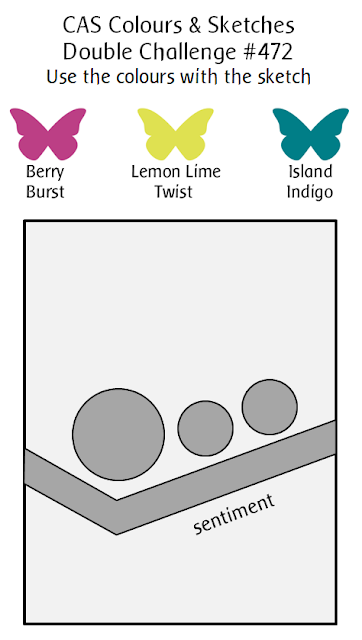 CAS Colours & Sketches
Double Challenge #472
Use the colours with the sketch
Berry
Burst
Lemon Lime
Twist
Island
Indigo
sentiment